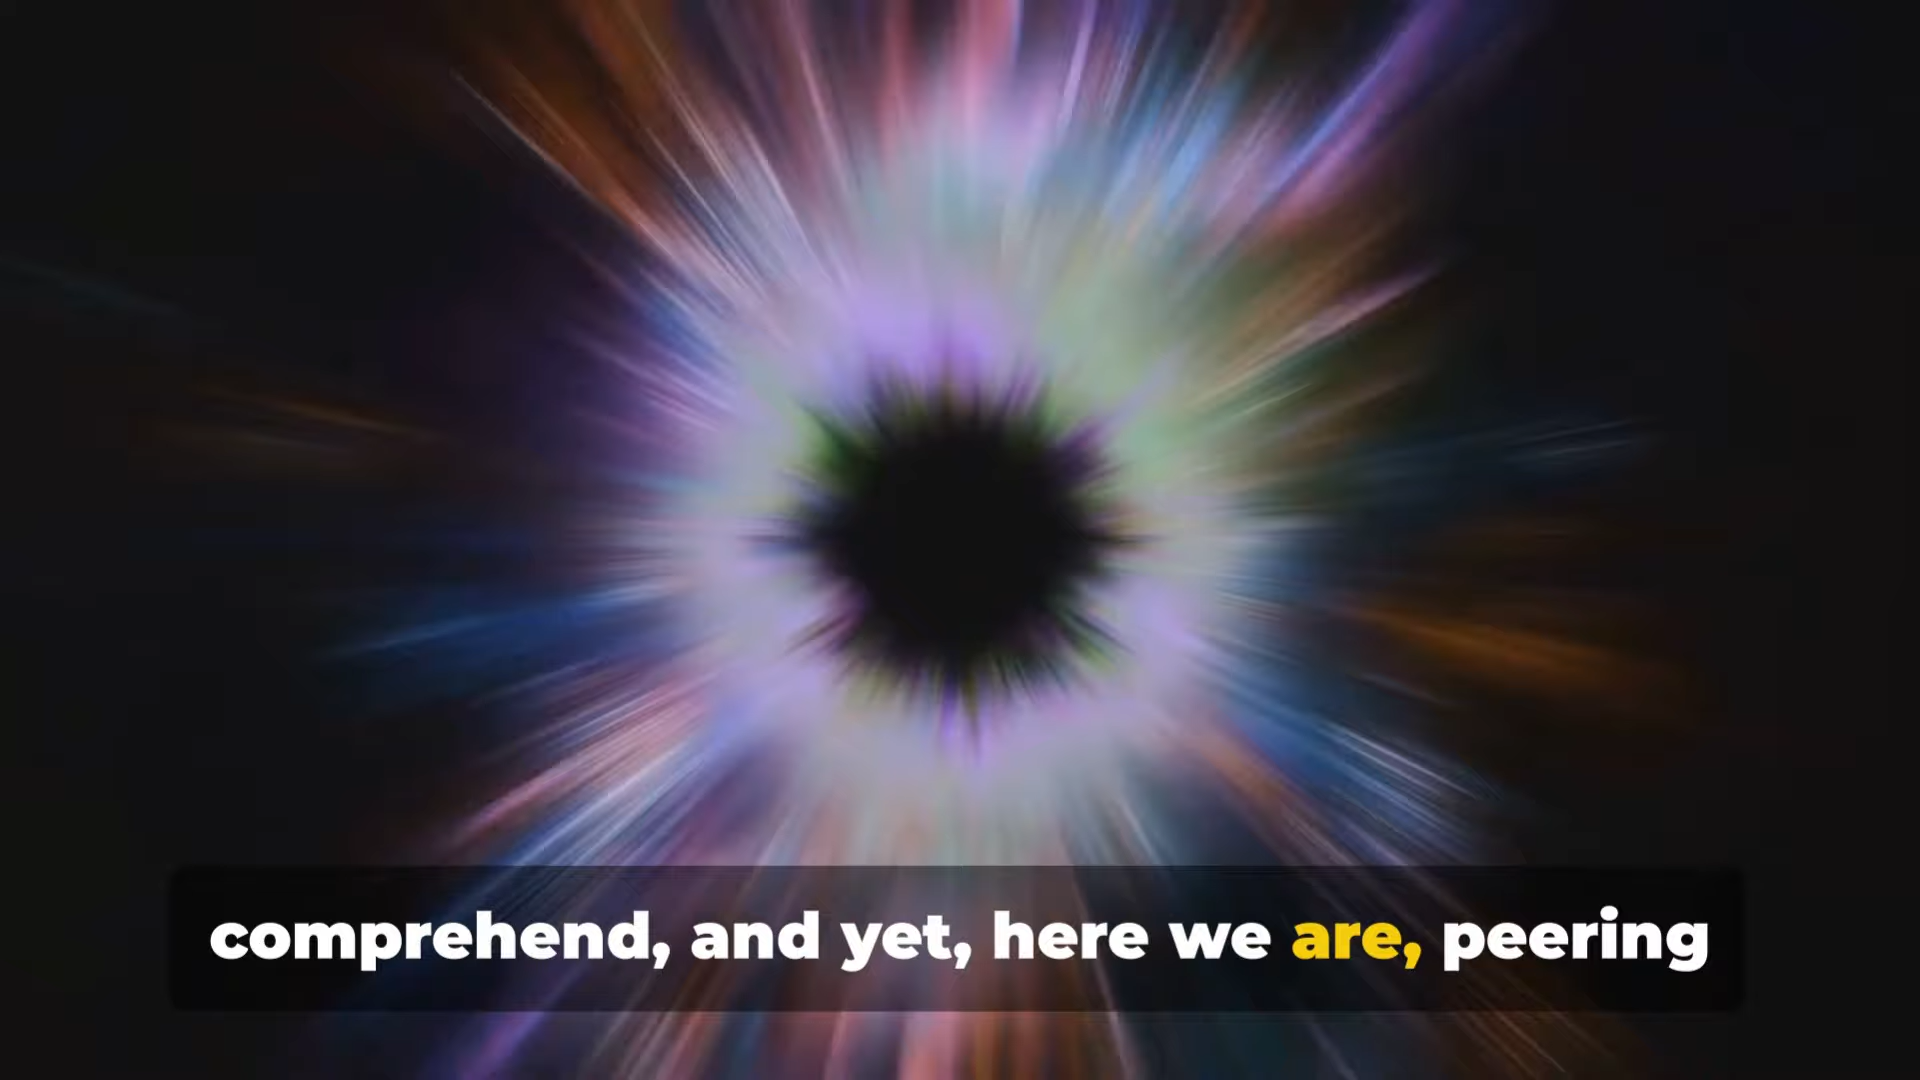 comprehend, and yet, here we are, peering